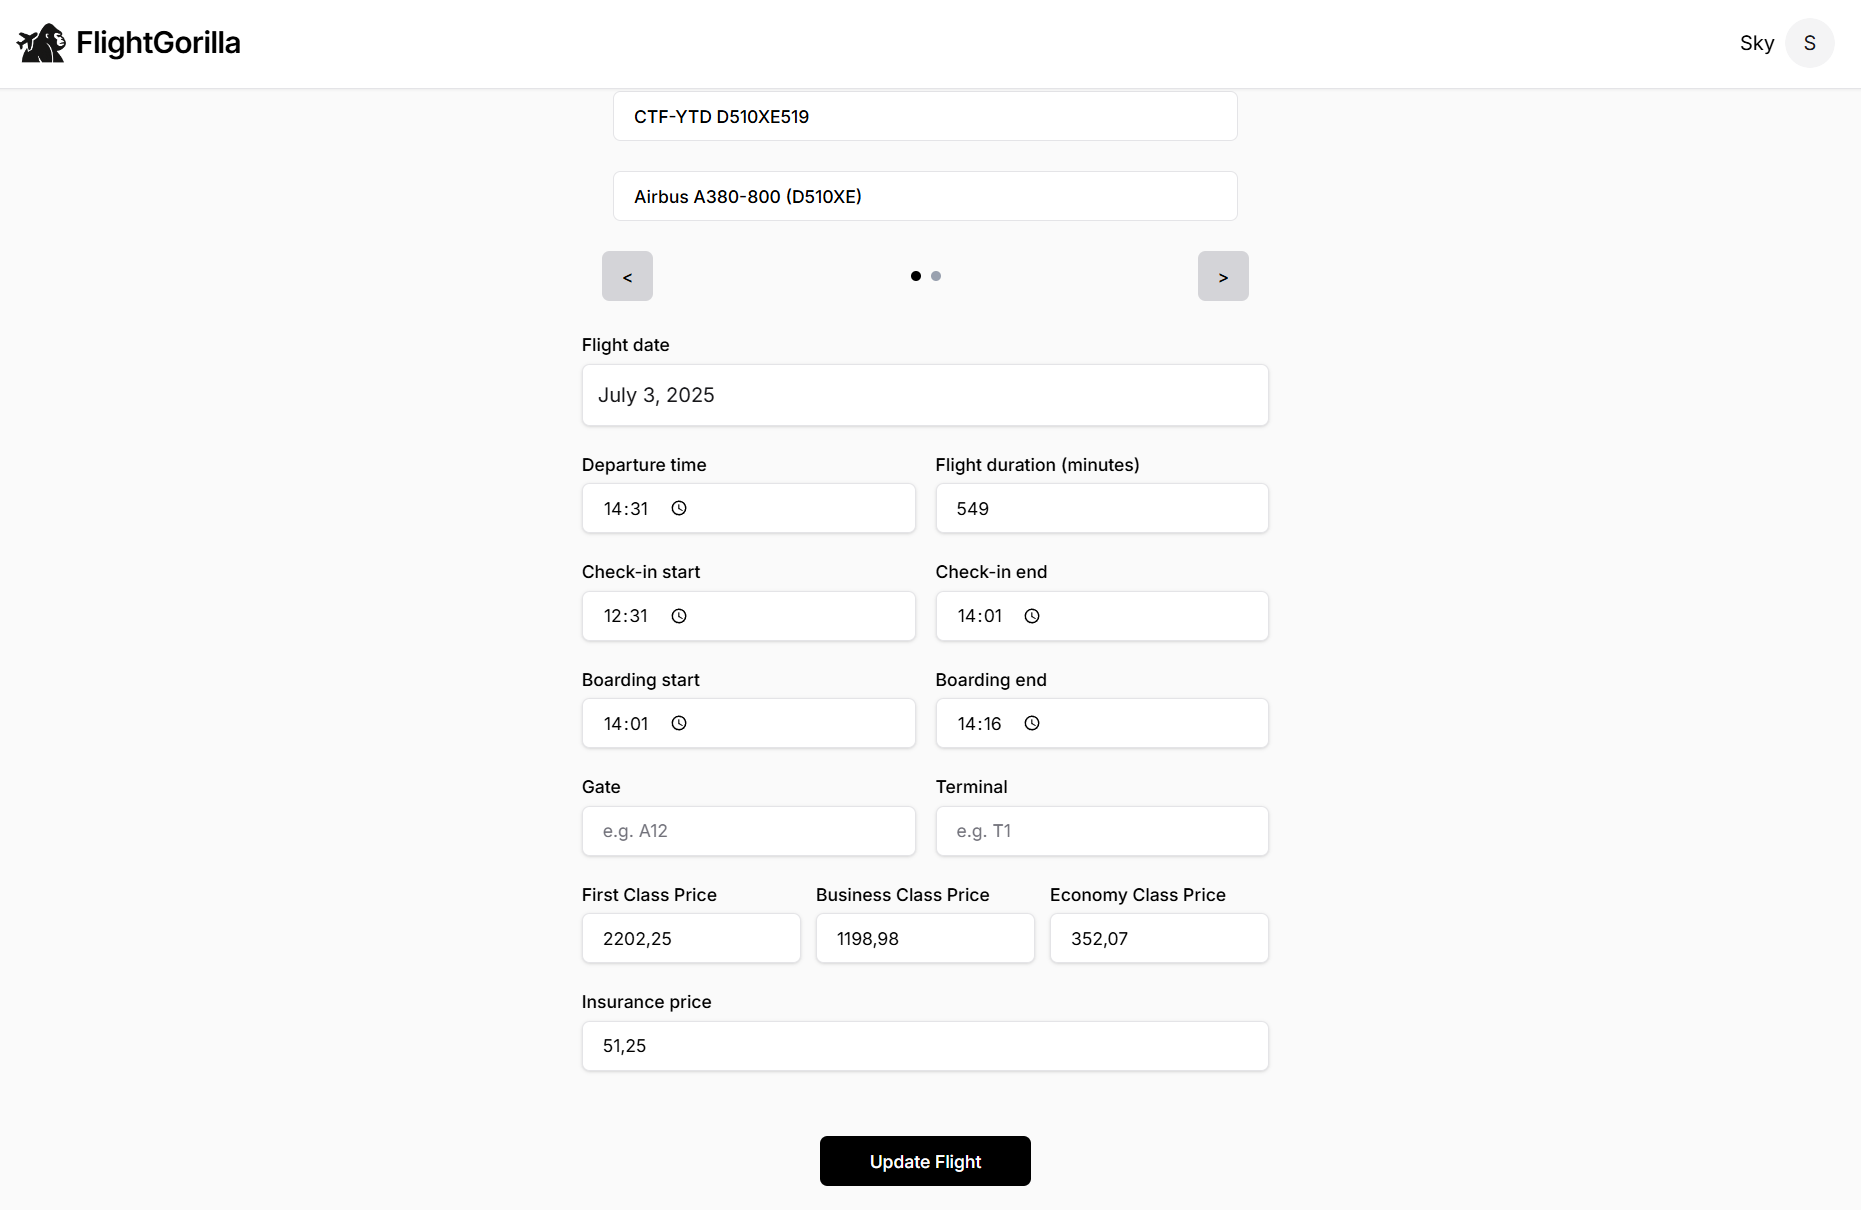 FlightGorilla
Sky S
CTF-YTD D510XE519
Airbus A380-800 (D510XE)
< >
Flight date
July 3, 2025
Departure time Flight duration (minutes)
14:31 549
Check-in start Check-in end
12:31 14:01
Boarding start Boarding end
14:01 14:16
Gate Terminal
e.g. A12 e.g. T1
First Class Price Business Class Price Economy Class Price
2202,25 1198,98 352,07
Insurance price
51,25
Update Flight